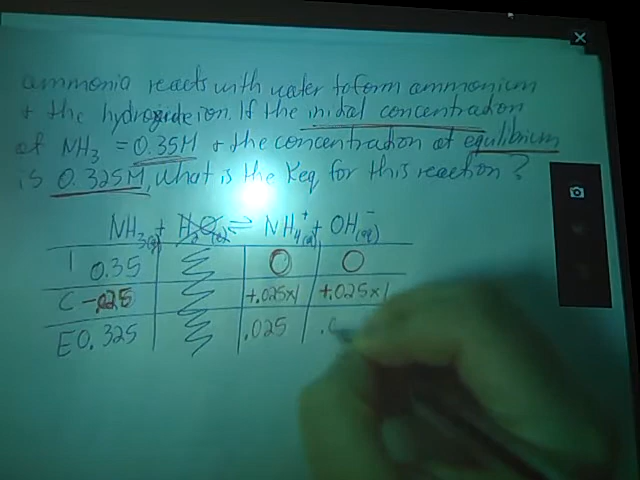 ammonia reacts with water to form ammonium
+ the hydroxide ion. If the initial concentration
of NH₃ = 0.35M + the concentration at equlibrium
is 0.325M, what is the Keq for this reaction?
NH₃(g) + H₂O(l) ⇌ NH₄⁺(aq) + OH⁻(aq)
I 0.35 0 0
C -.025 +.025x1 +.025x1
E 0.325 .025